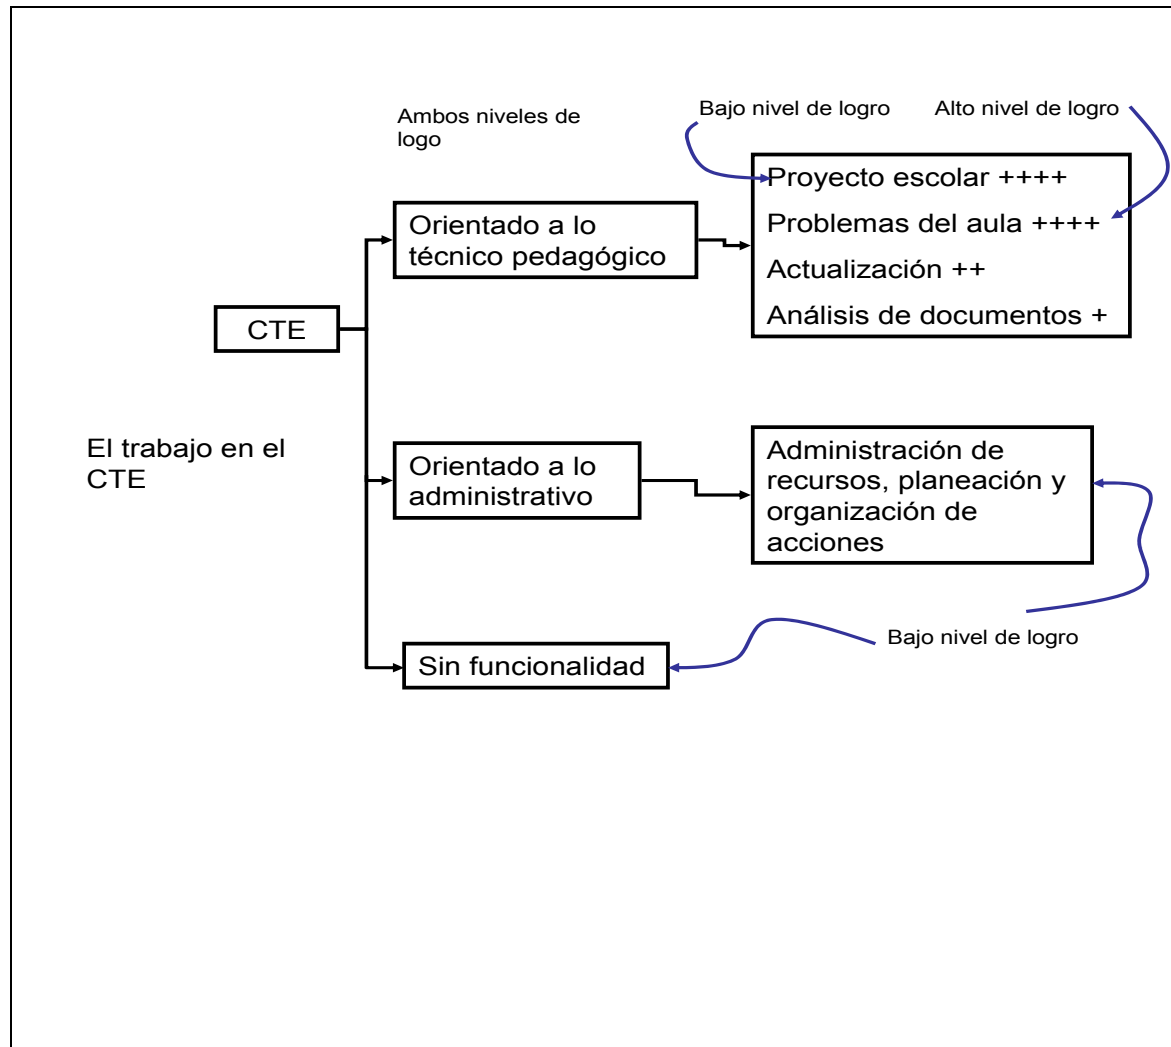 Ambos niveles de
logo
Bajo nivel de logro
Alto nivel de logro
Proyecto escolar ++++
Problemas del aula ++++
Actualización ++
Análisis de documentos +
Orientado a lo
técnico pedagógico
CTE
El trabajo en el
CTE
Orientado a lo
administrativo
Administración de
recursos, planeación y
organización de
acciones
Bajo nivel de logro
Sin funcionalidad